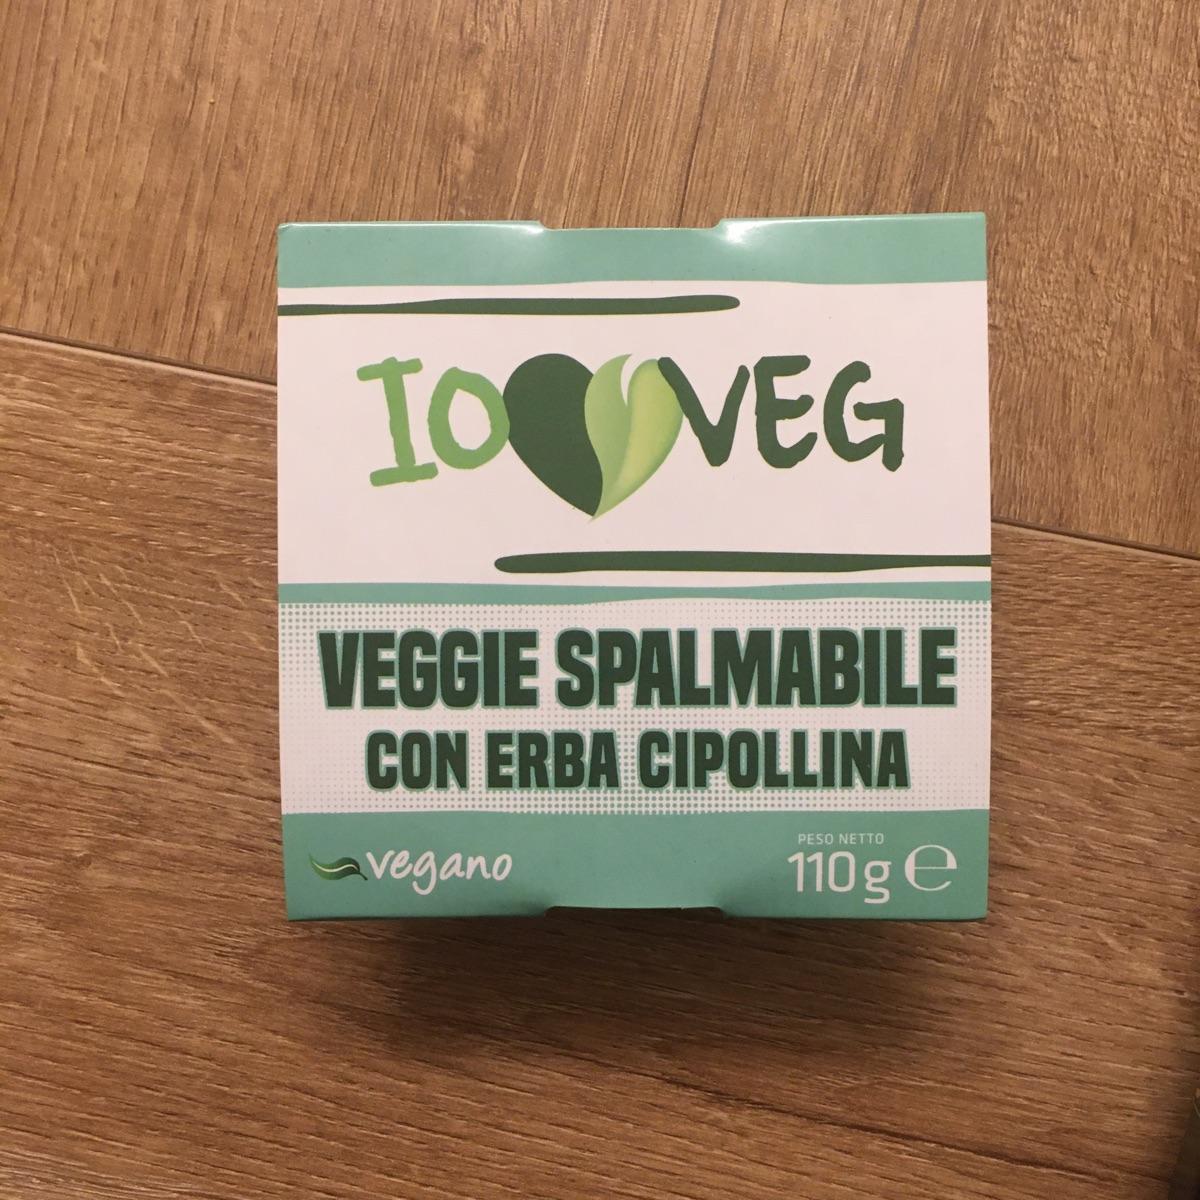 IO VEG
VEGGIE SPALMABILE
CON ERBA CIPOLLINA
vegano
PESO NETTO
110g e